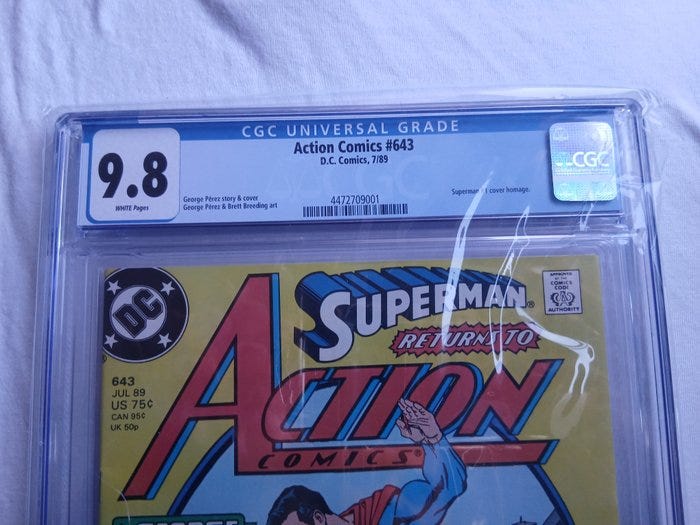 CGC UNIVERSAL GRADE
9.8
WHITE Pages
Action Comics #643
D.C. Comics, 7/89
George Pérez story & cover
George Pérez & Brett Breeding art
4472709001
Superman #1 cover homage.
CGC
DC
SUPERMAN
RETURNS TO
ACTION
COMICS
APPROVED
BY THE
COMICS
CODE
AUTHORITY
643
JUL 89
US 75¢
CAN 95¢
UK 50p
GEORGE